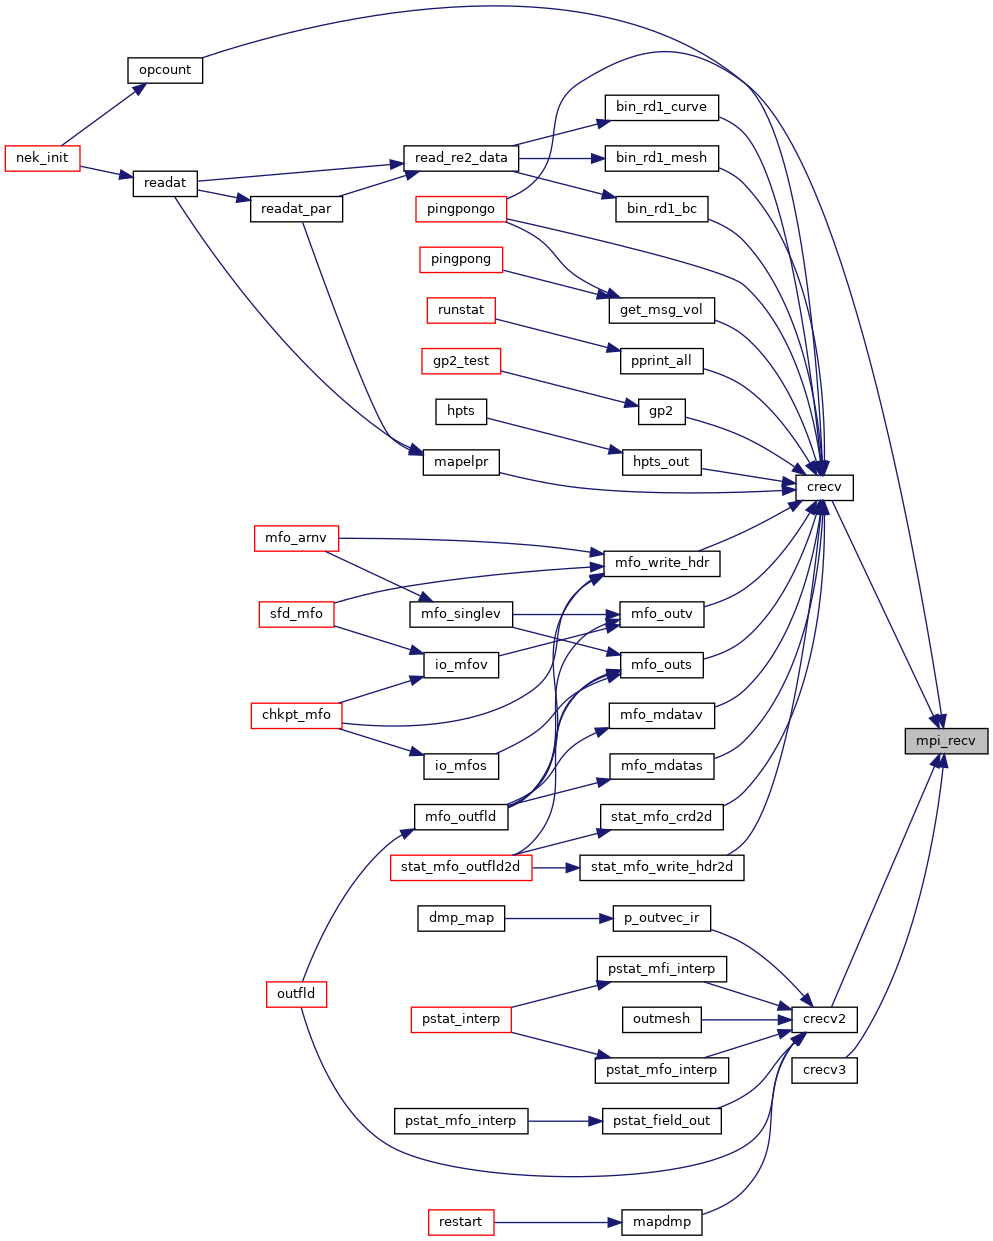 opcount
bin_rd1_curve
nek_init
read_re2_data
bin_rd1_mesh
readat
readat_par
pingpongo
bin_rd1_bc
pingpong
runstat
get_msg_vol
gp2_test
pprint_all
hpts
gp2
mapelpr
hpts_out
crecv
mfo_arnv
mfo_write_hdr
sfd_mfo
mfo_singlev
mfo_outv
io_mfov
mfo_outs
chkpt_mfo
mfo_mdatav
mpi_recv
io_mfos
mfo_mdatas
mfo_outfld
stat_mfo_crd2d
stat_mfo_outfld2d
stat_mfo_write_hdr2d
dmp_map
p_outvec_ir
pstat_mfi_interp
outfld
pstat_interp
outmesh
crecv2
pstat_mfo_interp
crecv3
pstat_mfo_interp
pstat_field_out
restart
mapdmp